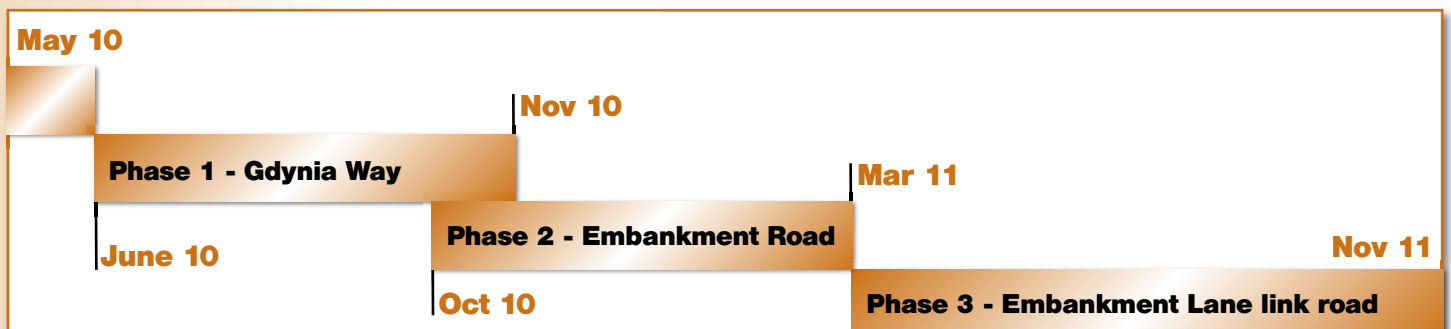 May 10
Nov 10
Phase 1 - Gdynia Way
Mar 11
June 10
Phase 2 - Embankment Road
Nov 11
Oct 10
Phase 3 - Embankment Lane link road